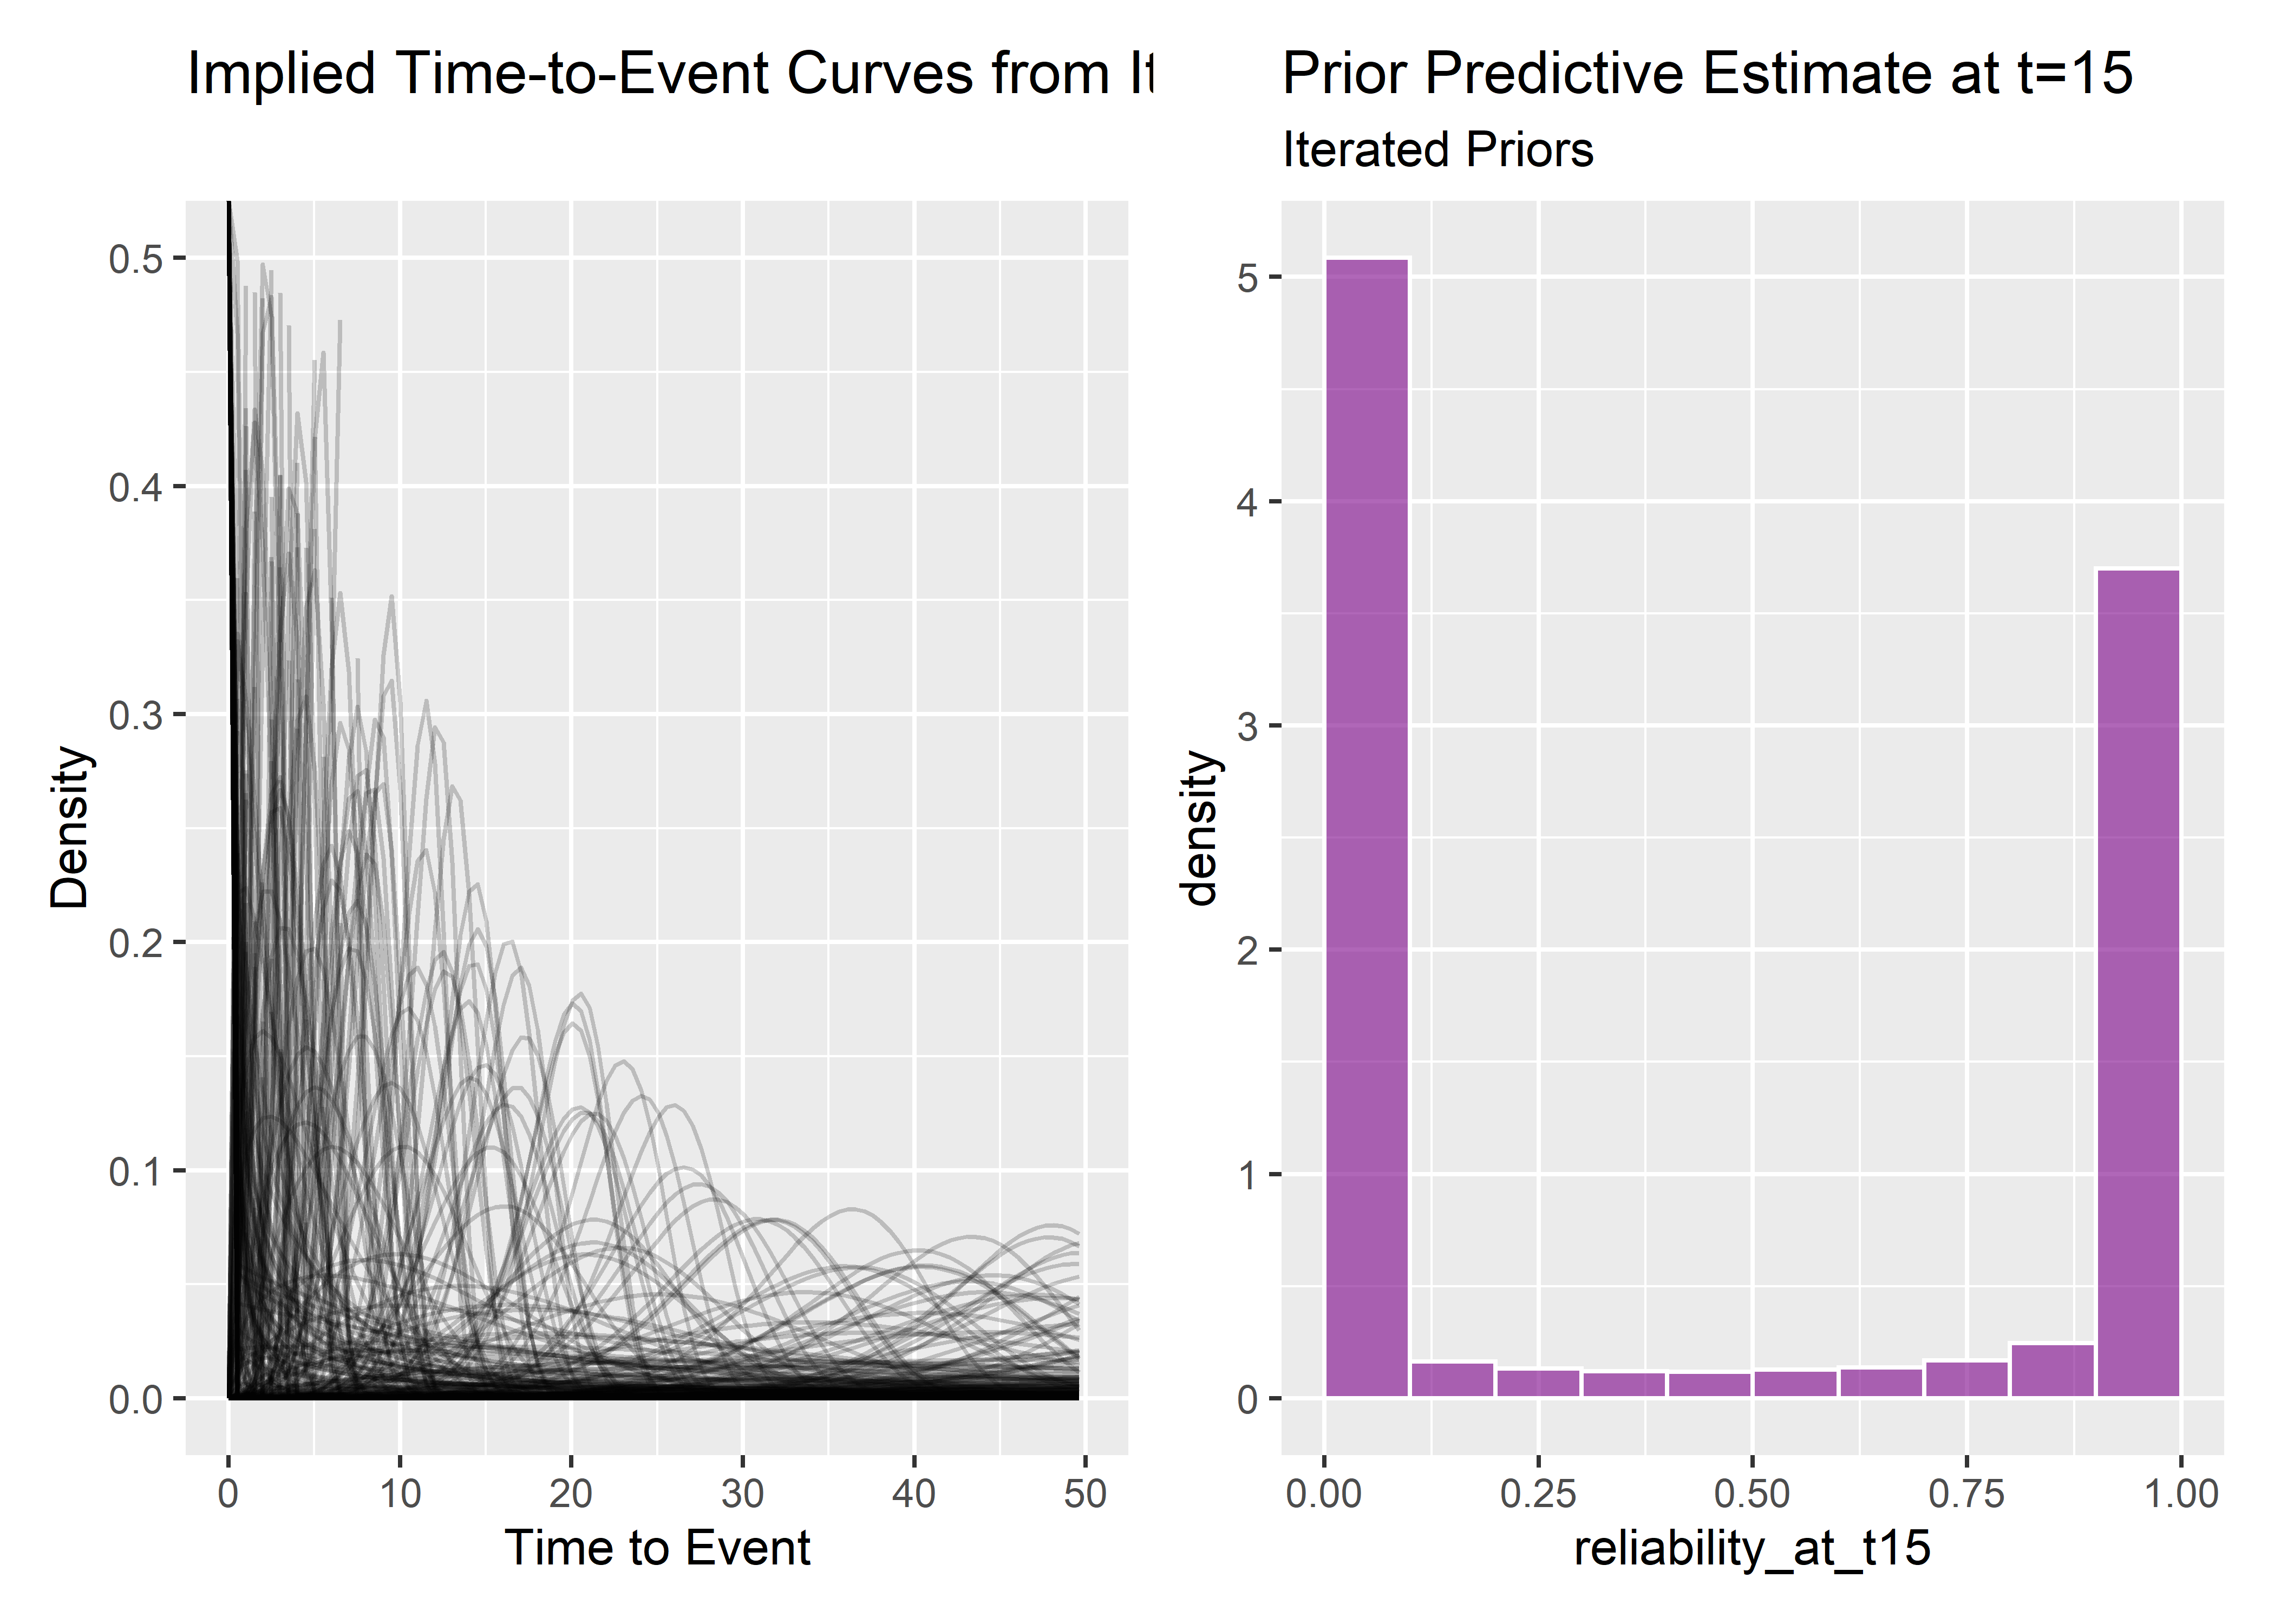 Implied Time-to-Event Curves from It
0.5
0.4
0.3
0.2
0.1
0.0
Density
0 10 20 30 40 50
Time to Event
Prior Predictive Estimate at t=15
Iterated Priors
5
4
3
2
1
0
density
0.00 0.25 0.50 0.75 1.00
reliability_at_t15